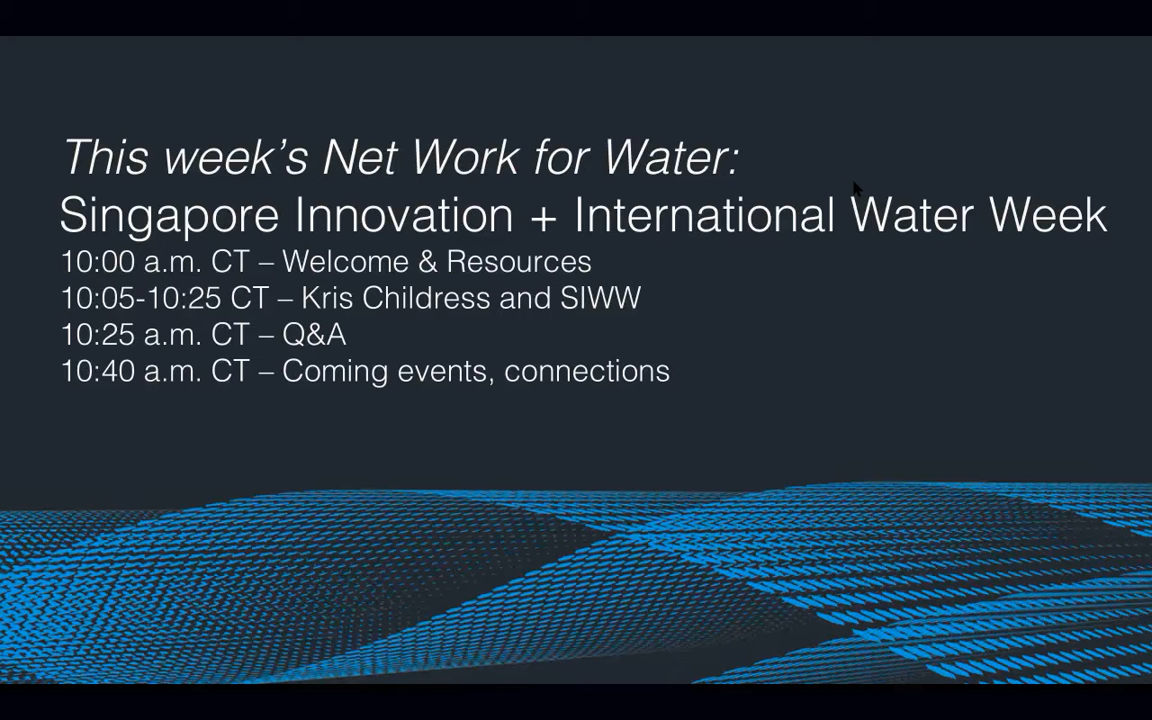 This week's Net Work for Water:
Singapore Innovation + International Water Week
10:00 a.m. CT – Welcome & Resources
10:05-10:25 CT – Kris Childress and SIWW
10:25 a.m. CT – Q&A
10:40 a.m. CT – Coming events, connections